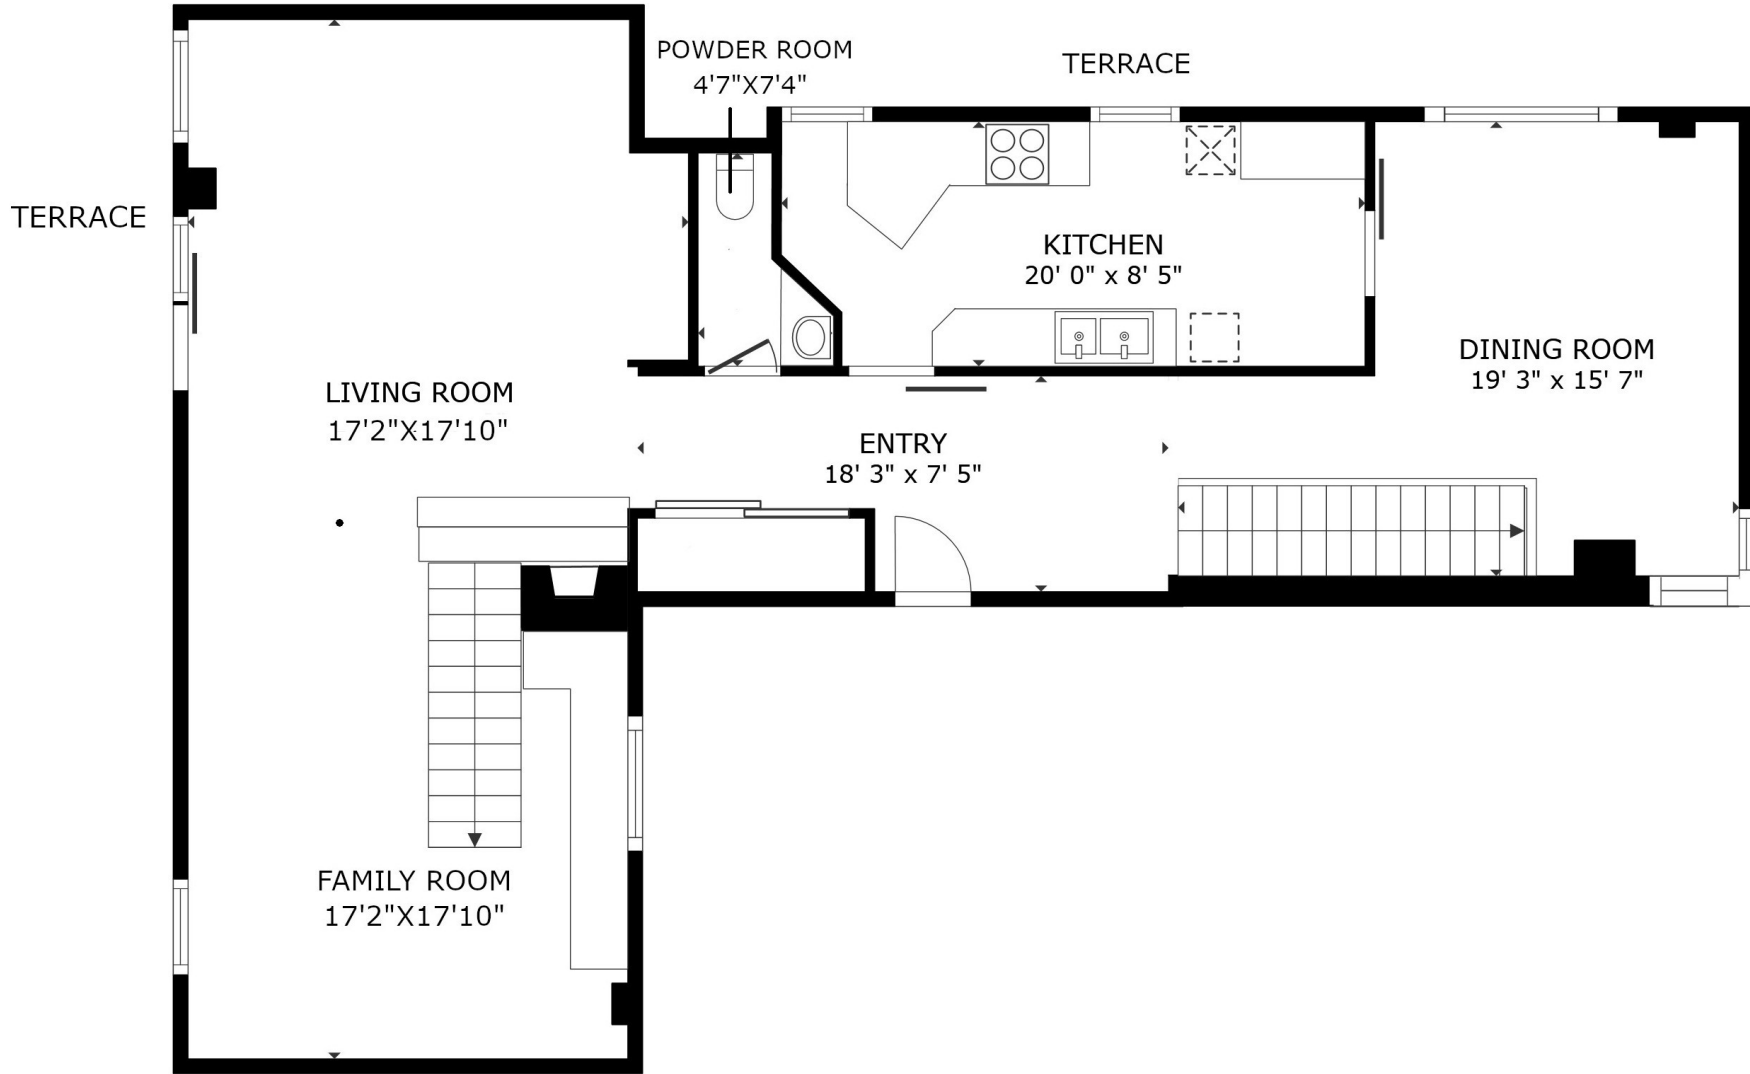 POWDER ROOM
4'7"X7'4"
TERRACE
TERRACE
KITCHEN
20' 0" x 8' 5"
DINING ROOM
19' 3" x 15' 7"
LIVING ROOM
17'2"X17'10"
ENTRY
18' 3" x 7' 5"
FAMILY ROOM
17'2"X17'10"